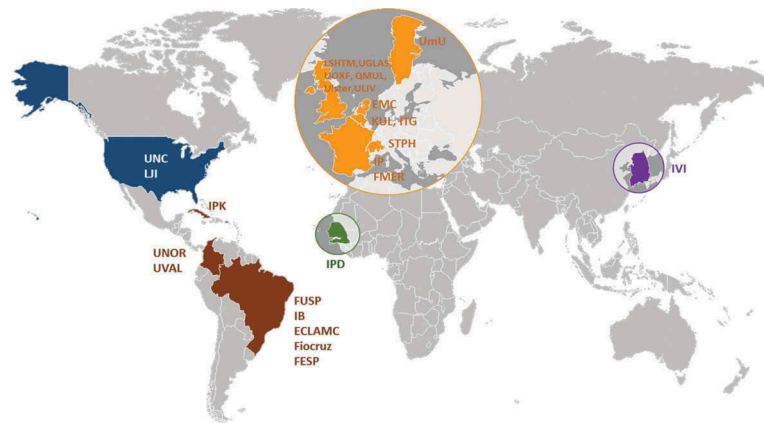 UmU
LSHTM,UGLAS,
UOXF, QMUL,
Ulster,ULIV
EMC
KUL, ITG
STPH
IP
FMER
UNC
LJI
IVI
IPK
IPD
UNOR
UVAL
FUSP
IB
ECLAMC
Fiocruz
FESP